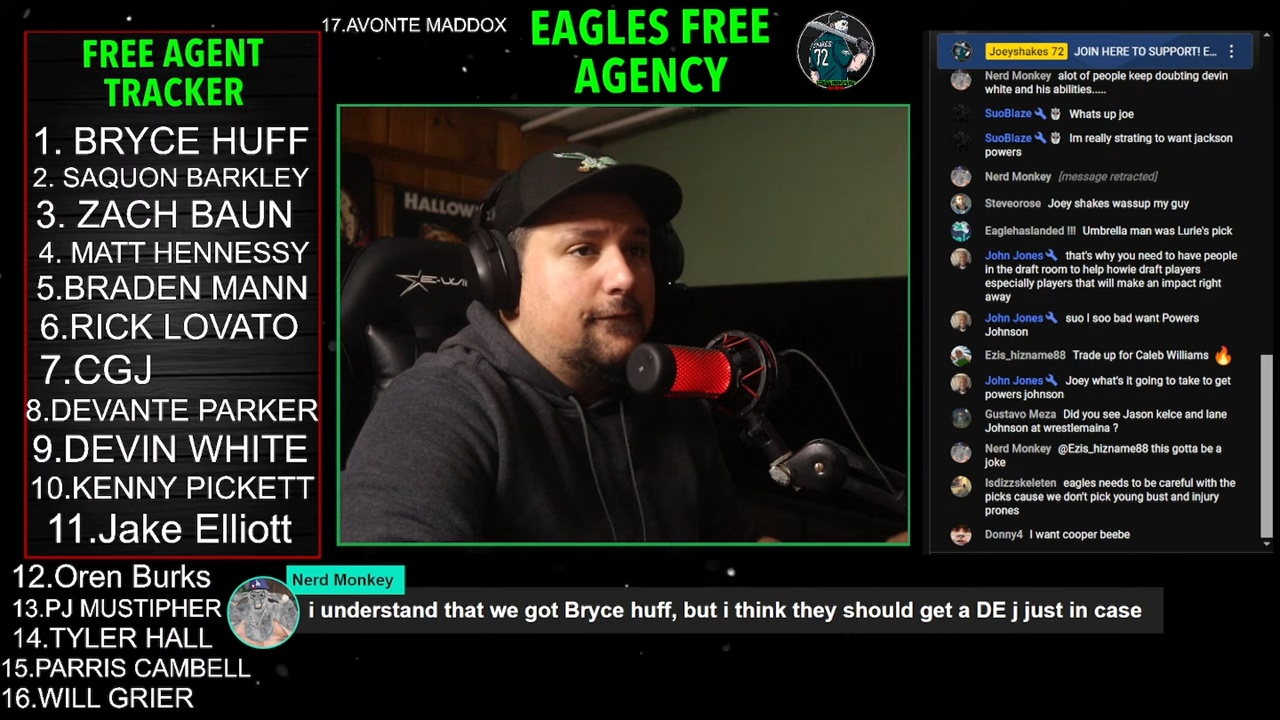 17.AVONTE MADDOX
EAGLES FREE
AGENCY
FREE AGENT
TRACKER
1. BRYCE HUFF
2. SAQUON BARKLEY
3. ZACH BAUN
4. MATT HENNESSY
5.BRADEN MANN
6.RICK LOVATO
7.CGJ
8.DEVANTE PARKER
9.DEVIN WHITE
10.KENNY PICKETT
11.Jake Elliott
12.Oren Burks
13.PJ MUSTIPHER
14.TYLER HALL
15.PARRIS CAMBELL
16.WILL GRIER
72
HALLOW
Joeyshakes 72 JOIN HERE TO SUPPORT! E...
Nerd Monkey alot of people keep doubting devin
white and his abilities.....
SuoBlaze Whats up joe
SuoBlaze Im really strating to want jackson
powers
Nerd Monkey [message retracted]
Steveorose Joey shakes wassup my guy
Eaglehaslanded !!! Umbrella man was Lurie's pick
John Jones that's why you need to have people
in the draft room to help howie draft players
especially players that will make an impact right
away
John Jones suo I soo bad want Powers
Johnson
Ezis_hizname88 Trade up for Caleb Williams 🔥
John Jones Joey what's it going to take to get
powers johnson
Gustavo Meza Did you see Jason kelce and lane
Johnson at wrestlemaina ?
Nerd Monkey @Ezis_hizname88 this gotta be a
joke
Isdizzskeleten eagles needs to be careful with the
picks cause we don't pick young bust and injury
prones
Donny4 I want cooper beebe
Nerd Monkey
i understand that we got Bryce huff, but i think they should get a DE j just in case